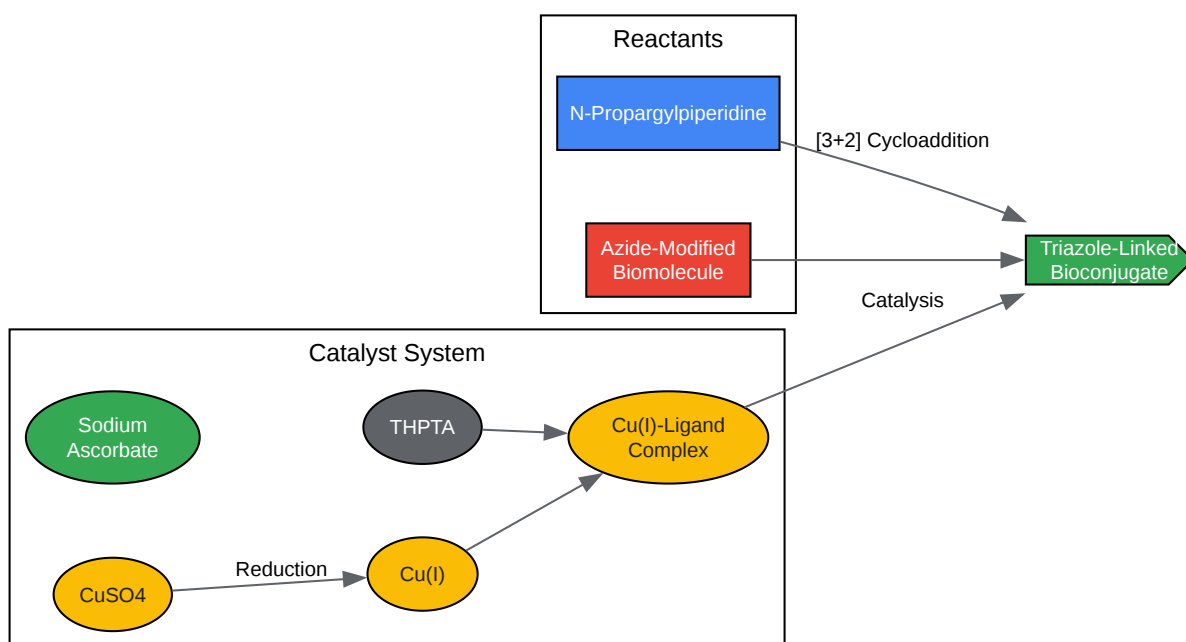 Reactants
N-Propargylpiperidine
[3+2] Cycloaddition
Azide-Modified
Biomolecule
Triazole-Linked
Bioconjugate
Catalysis
Catalyst System
Sodium
Ascorbate
THPTA
Cu(I)-Ligand
Complex
Reduction
CuSO4
Cu(I)